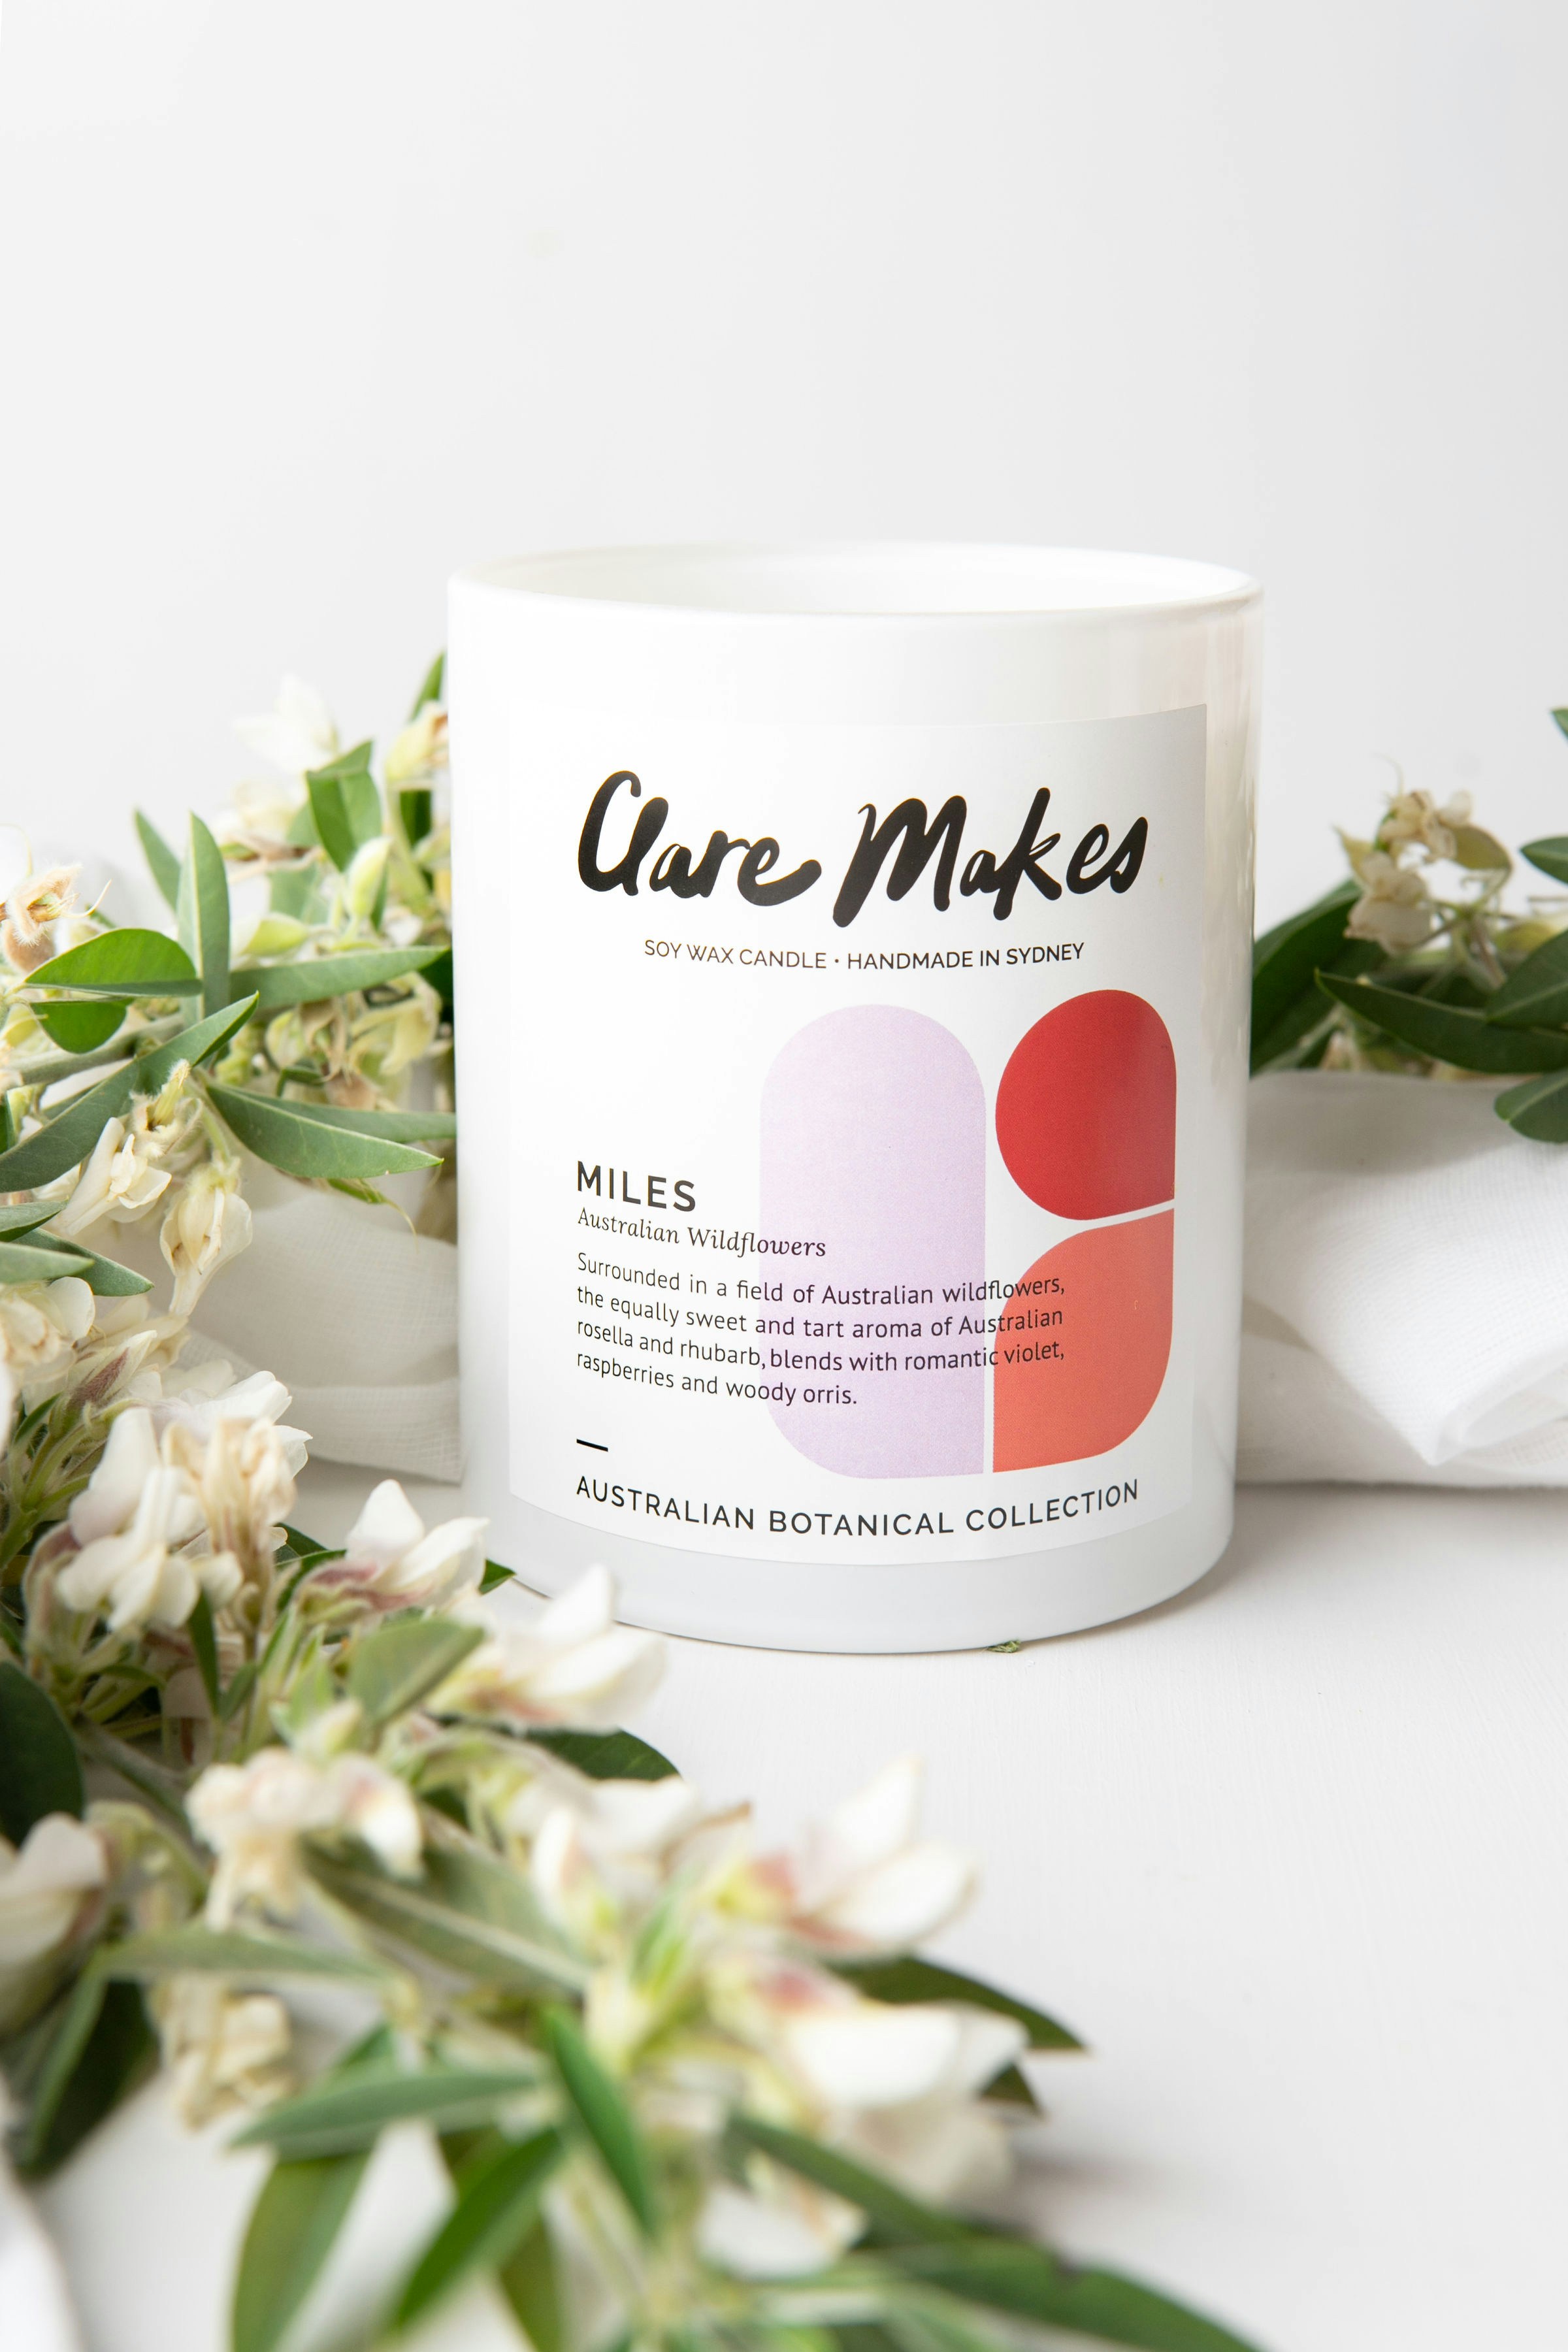 Clare Makes
SOY WAX CANDLE • HANDMADE IN SYDNEY
MILES
Australian Wildflowers
Surrounded in a field of Australian wildflowers,
the equally sweet and tart aroma of Australian
rosella and rhubarb, blends with romantic violet,
raspberries and woody orris.
—
AUSTRALIAN BOTANICAL COLLECTION